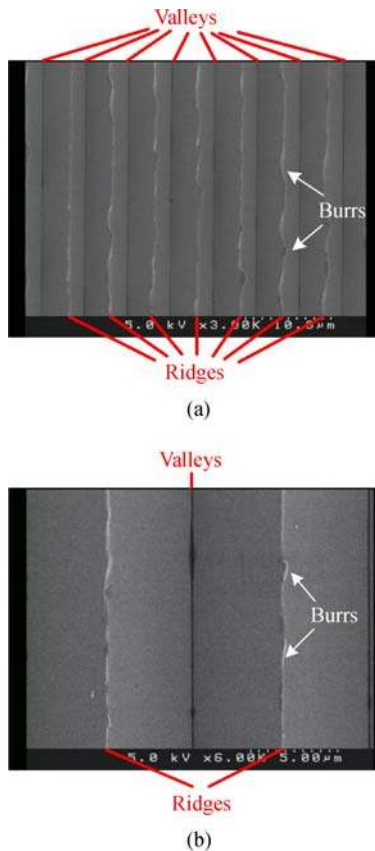 Valleys
Burrs
5.0 kV x3.00K 10.0µm
Ridges
(a)
Valleys
Burrs
5.0 kV x6.00K 5.00µm
Ridges
(b)